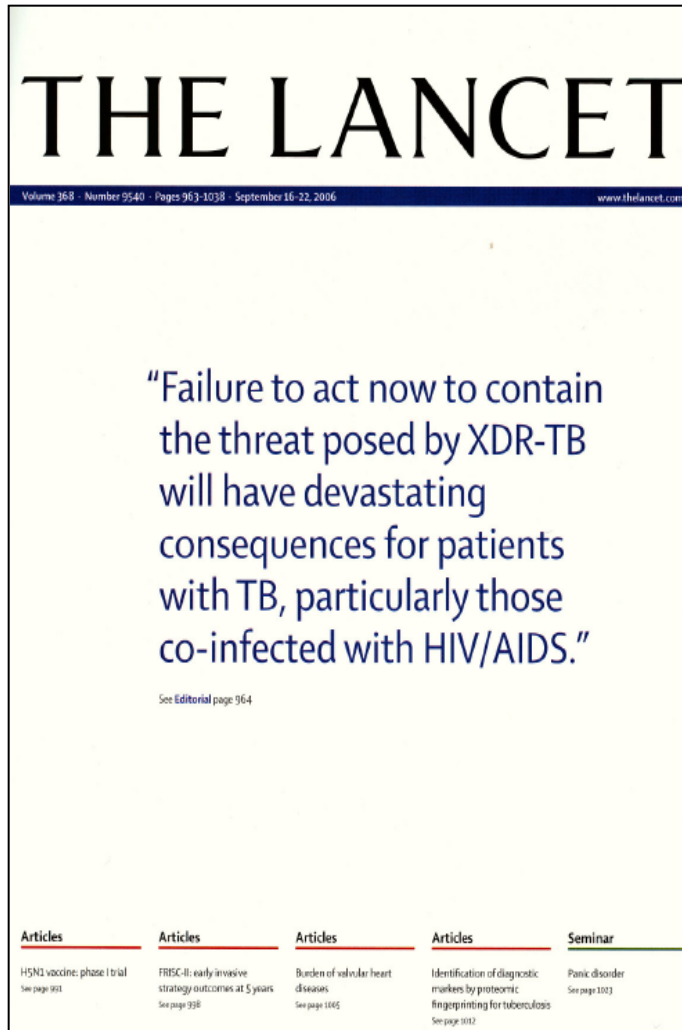 THE LANCET
Volume 368 · Number 9540 · Pages 963-1038 · September 16-22, 2006 www.thelancet.com
“Failure to act now to contain
the threat posed by XDR-TB
will have devastating
consequences for patients
with TB, particularly those
co-infected with HIV/AIDS.”
See Editorial page 964
Articles
H5N1 vaccine: phase I trial
See page 991
Articles
FRISC-II: early invasive
strategy outcomes at 5 years
See page 998
Articles
Burden of valvular heart
diseases
See page 1005
Articles
Identification of diagnostic
markers by proteomic
fingerprinting for tuberculosis
See page 1012
Seminar
Panic disorder
See page 1023